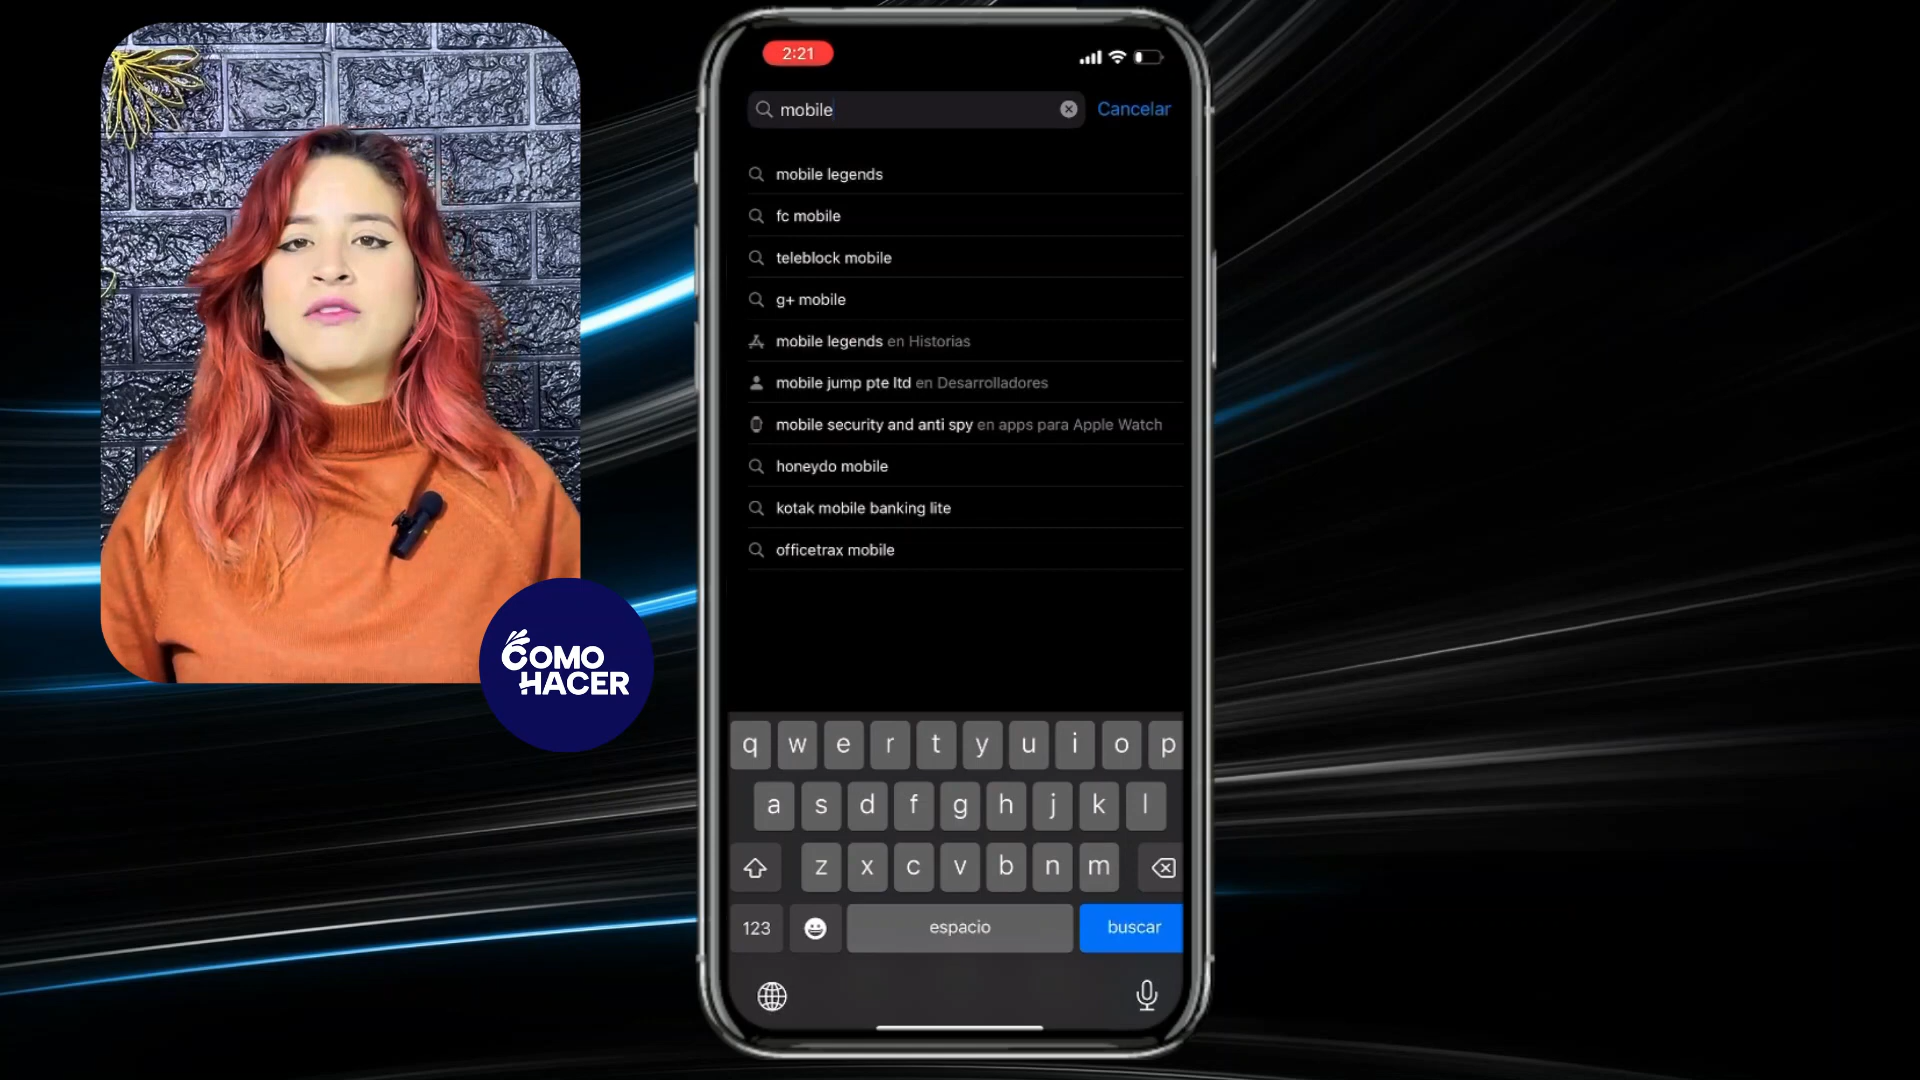 2:21
mobile
Cancelar
mobile legends
fc mobile
teleblock mobile
g+ mobile
mobile legends en Historias
mobile jump pte ltd en Desarrolladores
mobile security and anti spy en apps para Apple Watch
honeydo mobile
kotak mobile banking lite
officetrax mobile
COMO
HACER
q w e r t y u i o p
a s d f g h j k l
z x c v b n m
123 espacio buscar